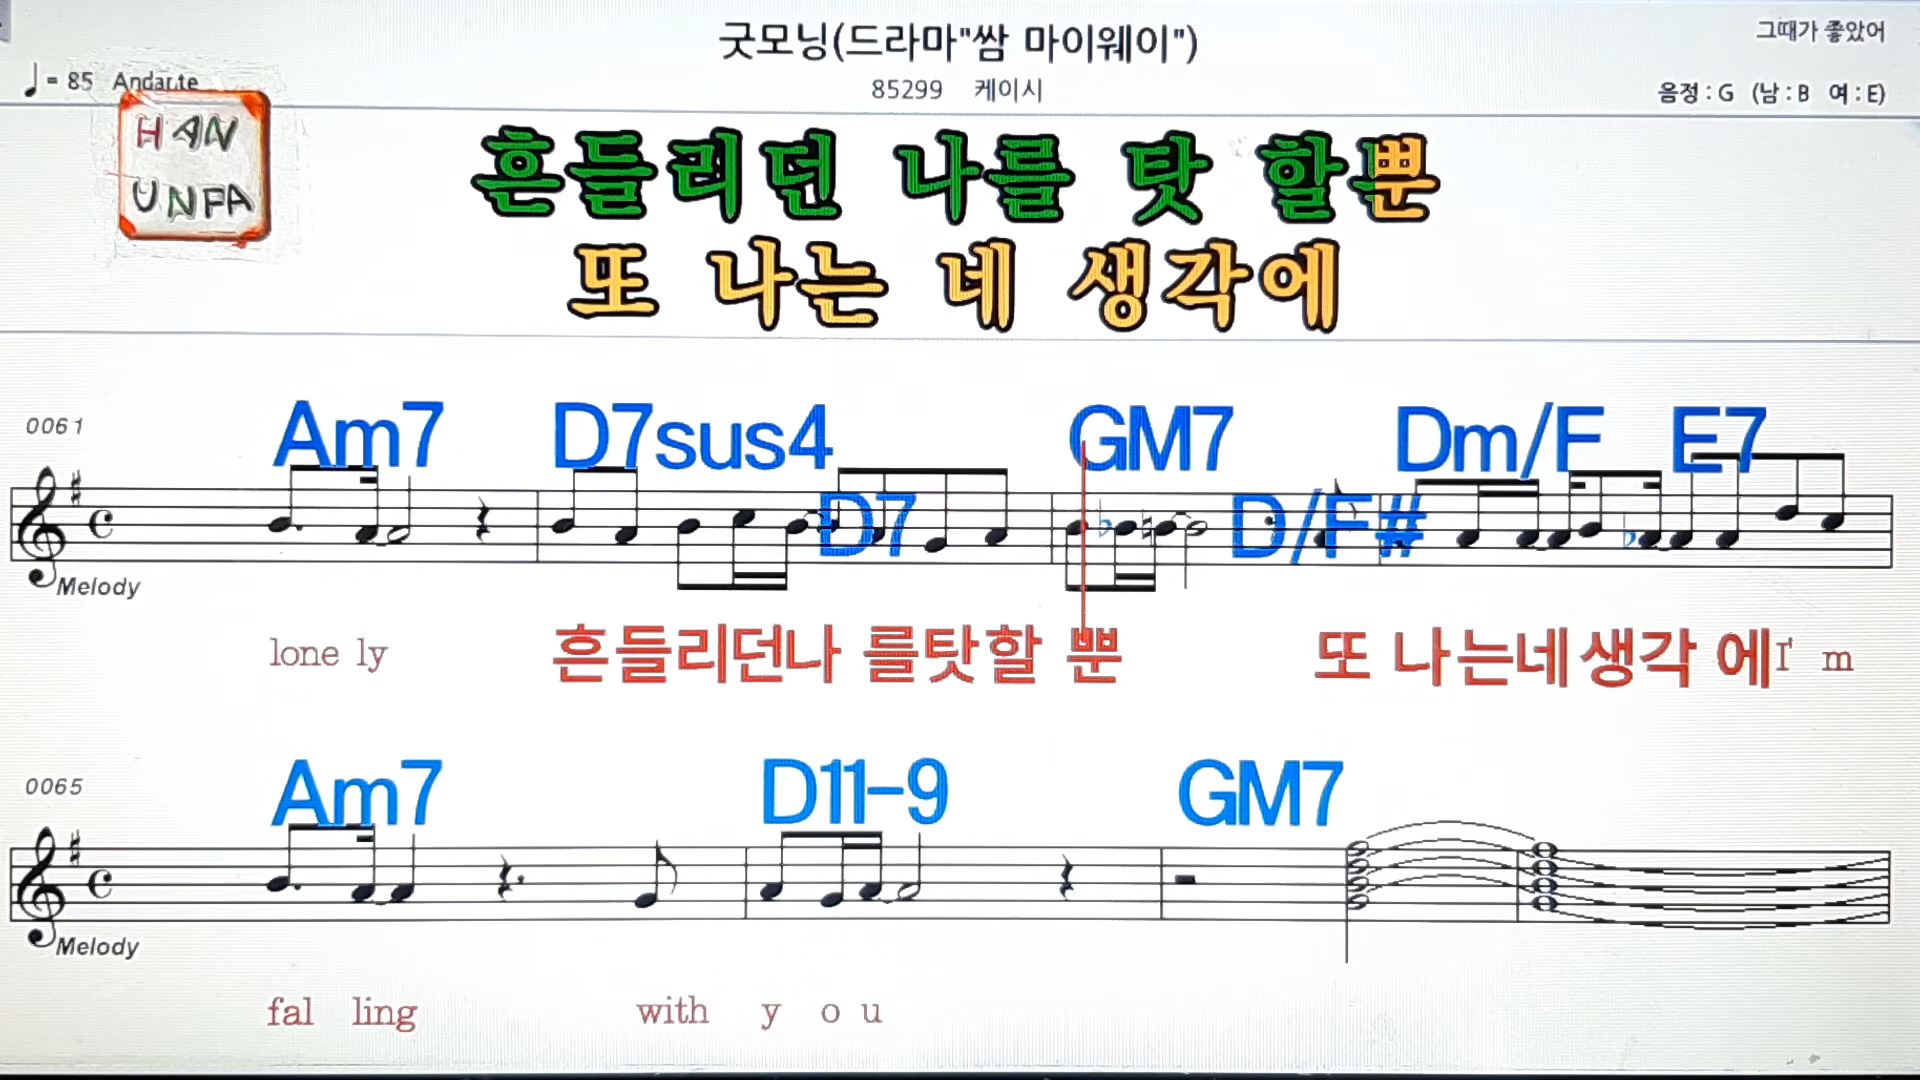 굿모닝(드라마"쌈 마이웨이")
그때가 좋았어
♩= 85 Andante
85299 케이시
음정 : G (남 : B 여 : E)
HAN
UNPA
흔들리던 나를 탓 할뿐
또 나는 네 생각에
0061
Am7 D7sus4 D7 GM7 D/F# Dm/F E7
Melody
lone ly 흔들리던나 를탓할 뿐 또 나는네생각 에I' m
0065
Am7 D11-9 GM7
Melody
fal ling with y o u